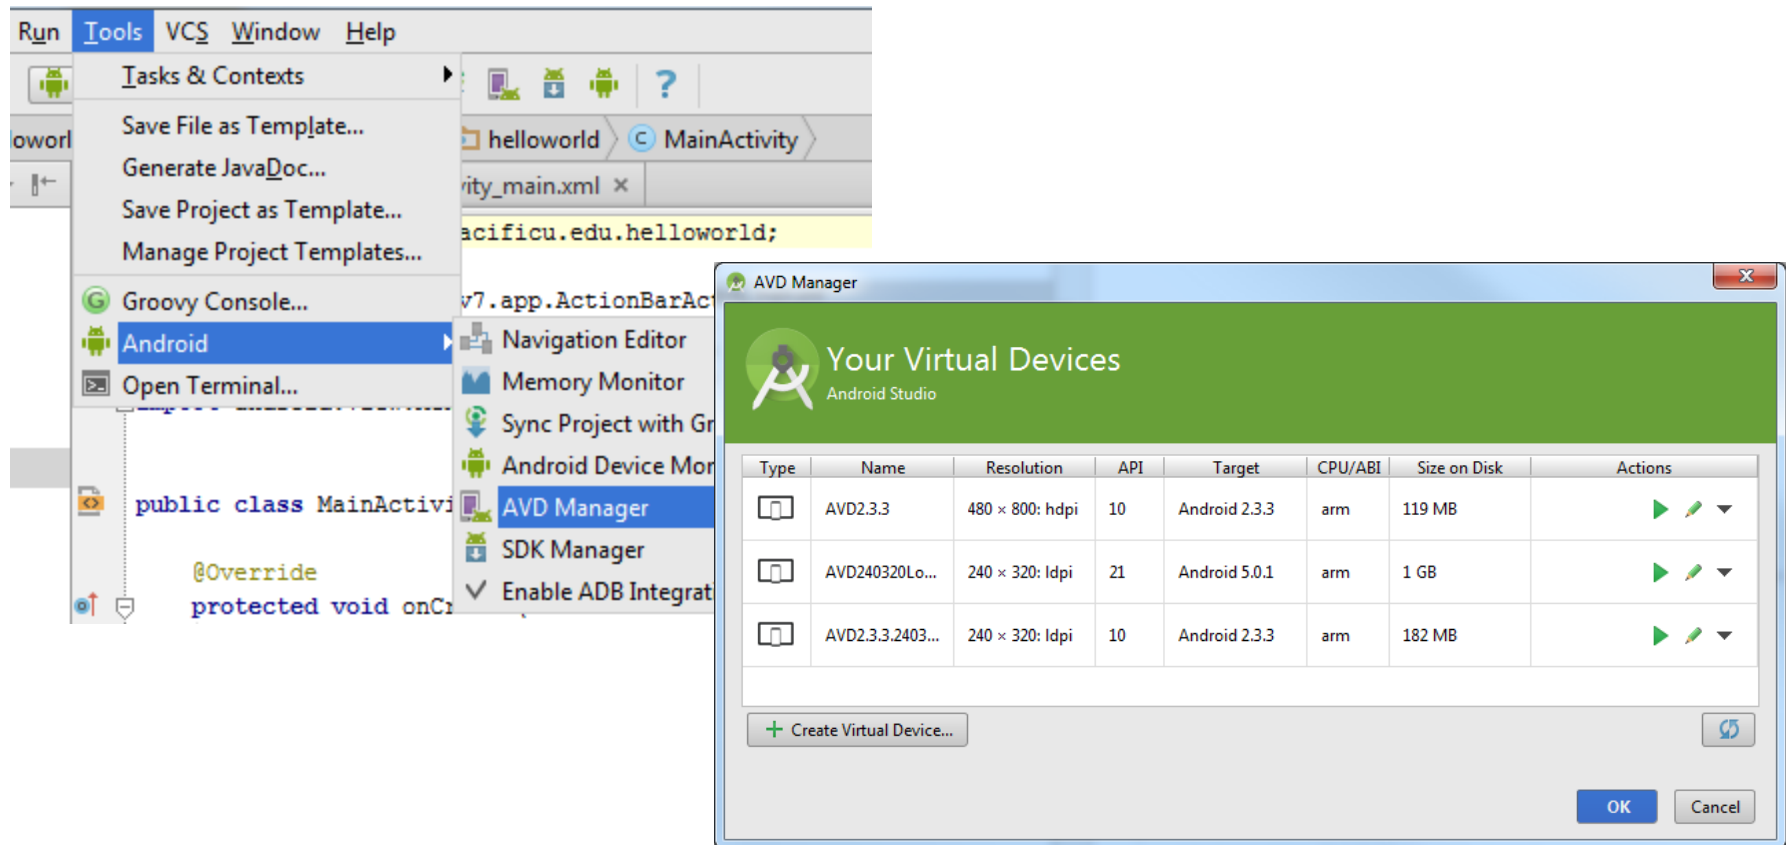 Run Tools VCS Window Help
Tasks & Contexts
Save File as Template...
Generate JavaDoc...
Save Project as Template...
Manage Project Templates...
Groovy Console...
Android
Open Terminal...
helloworld MainActivity
ity_main.xml
acificu.edu.helloworld;
v7.app.ActionBarAc
Navigation Editor
Memory Monitor
Sync Project with Gr
Android Device Mor
AVD Manager
SDK Manager
Enable ADB Integrat
public class MainActivi
@Override
protected void onCr
AVD Manager
Your Virtual Devices
Android Studio
Type Name Resolution API Target CPU/ABI Size on Disk Actions
AVD2.3.3 480 × 800: hdpi 10 Android 2.3.3 arm 119 MB
AVD240320Lo... 240 × 320: ldpi 21 Android 5.0.1 arm 1 GB
AVD2.3.3.2403... 240 × 320: ldpi 10 Android 2.3.3 arm 182 MB
Create Virtual Device...
OK Cancel